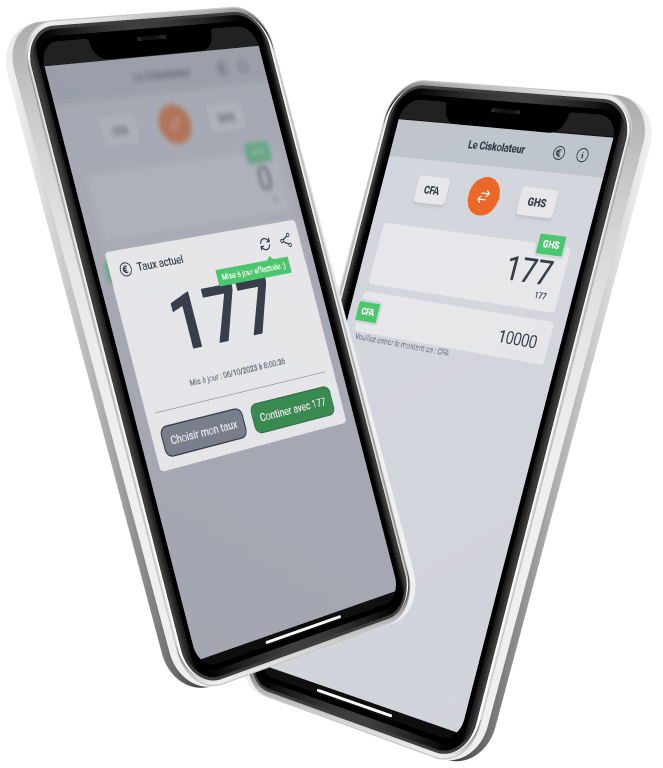 Le Ciskolateur
CFA
GHS
GHS
0
Taux actuel
Mise à jour effectuée :)
177
Mis à jour : 06/10/2023 à 8:00:36
Choisir mon taux
Continer avec 177
Le Ciskolateur
CFA
GHS
GHS
177
177
CFA
10000
Veuillez entrer le montant en : CFA